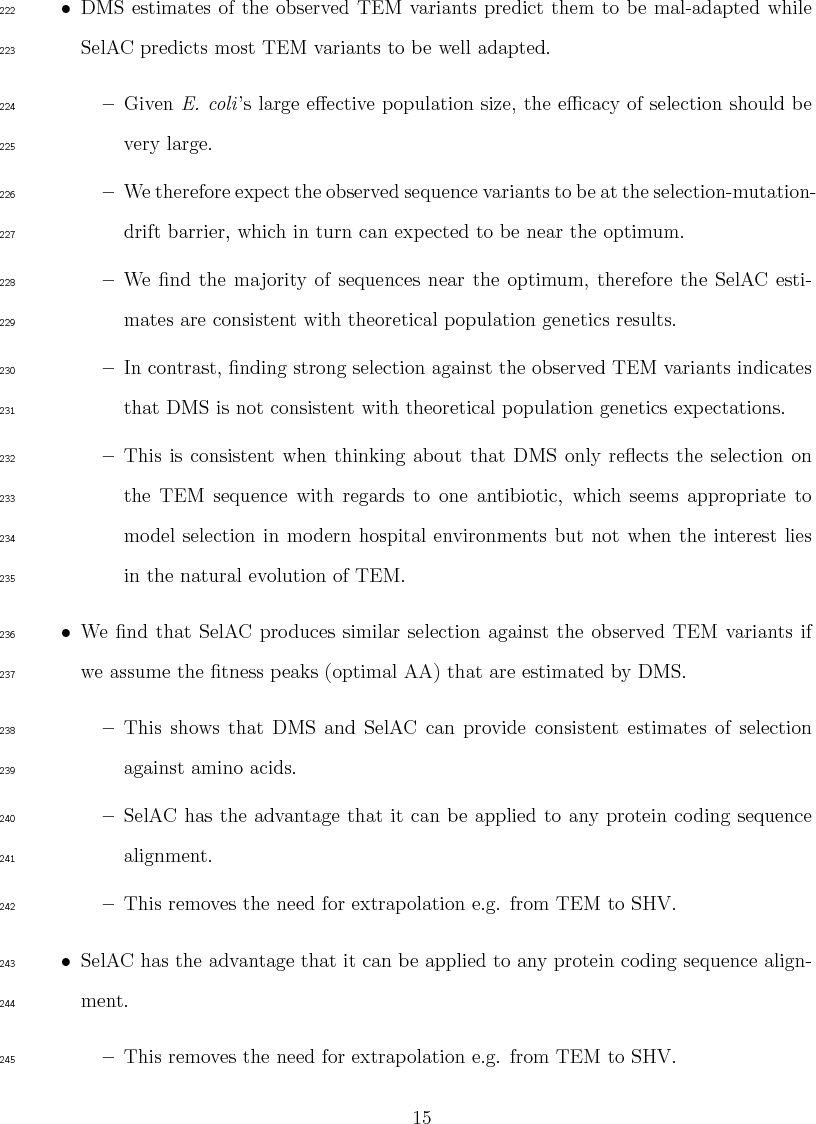 222 • DMS estimates of the observed TEM variants predict them to be mal-adapted while
223 SelAC predicts most TEM variants to be well adapted.
224 – Given E. coli's large effective population size, the efficacy of selection should be
225 very large.
226 – We therefore expect the observed sequence variants to be at the selection-mutation-
227 drift barrier, which in turn can expected to be near the optimum.
228 – We find the majority of sequences near the optimum, therefore the SelAC esti-
229 mates are consistent with theoretical population genetics results.
230 – In contrast, finding strong selection against the observed TEM variants indicates
231 that DMS is not consistent with theoretical population genetics expectations.
232 – This is consistent when thinking about that DMS only reflects the selection on
233 the TEM sequence with regards to one antibiotic, which seems appropriate to
234 model selection in modern hospital environments but not when the interest lies
235 in the natural evolution of TEM.
236 • We find that SelAC produces similar selection against the observed TEM variants if
237 we assume the fitness peaks (optimal AA) that are estimated by DMS.
238 – This shows that DMS and SelAC can provide consistent estimates of selection
239 against amino acids.
240 – SelAC has the advantage that it can be applied to any protein coding sequence
241 alignment.
242 – This removes the need for extrapolation e.g. from TEM to SHV.
243 • SelAC has the advantage that it can be applied to any protein coding sequence align-
244 ment.
245 – This removes the need for extrapolation e.g. from TEM to SHV.
15